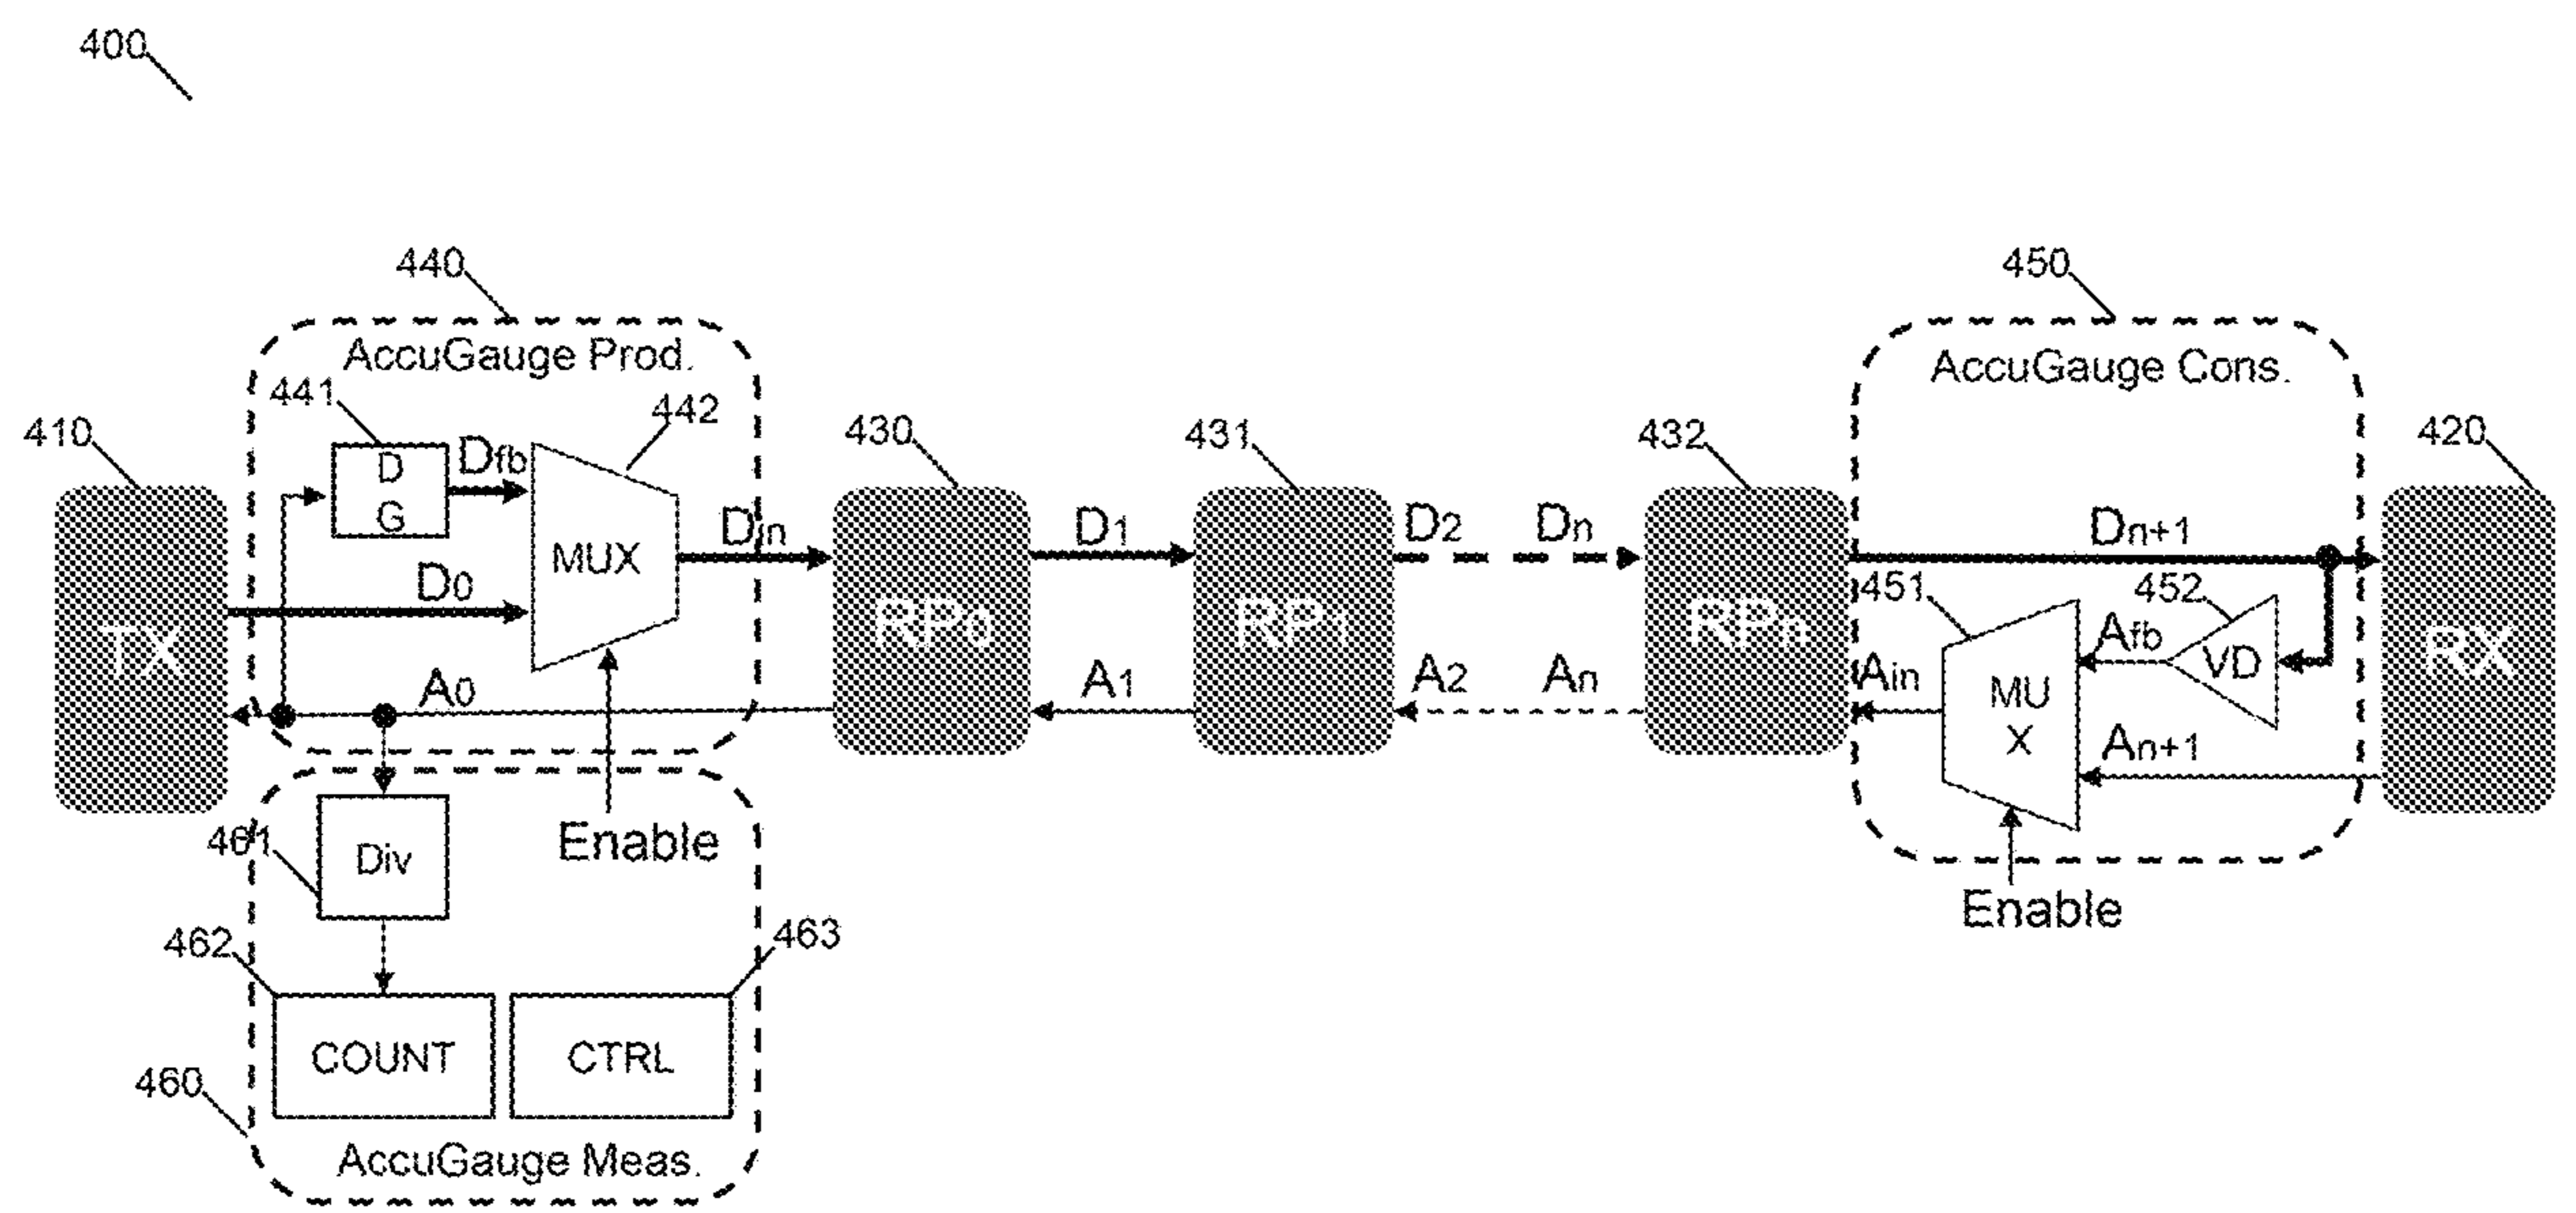 400
440
450
AccuGauge Prod.
AccuGauge Cons.
441
442
410
430
431
432
420
D
G
Dfb
MUX
Din
D1
D2
Dn
Dn+1
D0
451
452
TX
RP0
RP1
RPn
Afb
VD
RX
A0
A1
A2
An
Ain
MU
X
An+1
461
Div
Enable
Enable
462
463
COUNT
CTRL
460
AccuGauge Meas.